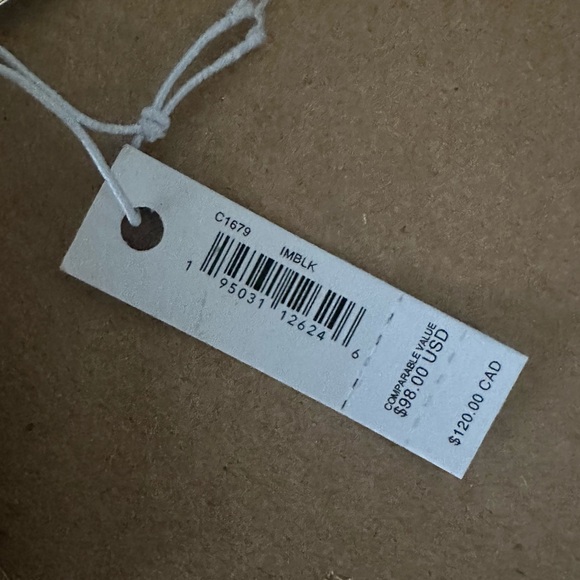 C1679 IMBLK
1 95031 12624 6
COMPARABLE VALUE
$98.00 USD
$120.00 CAD